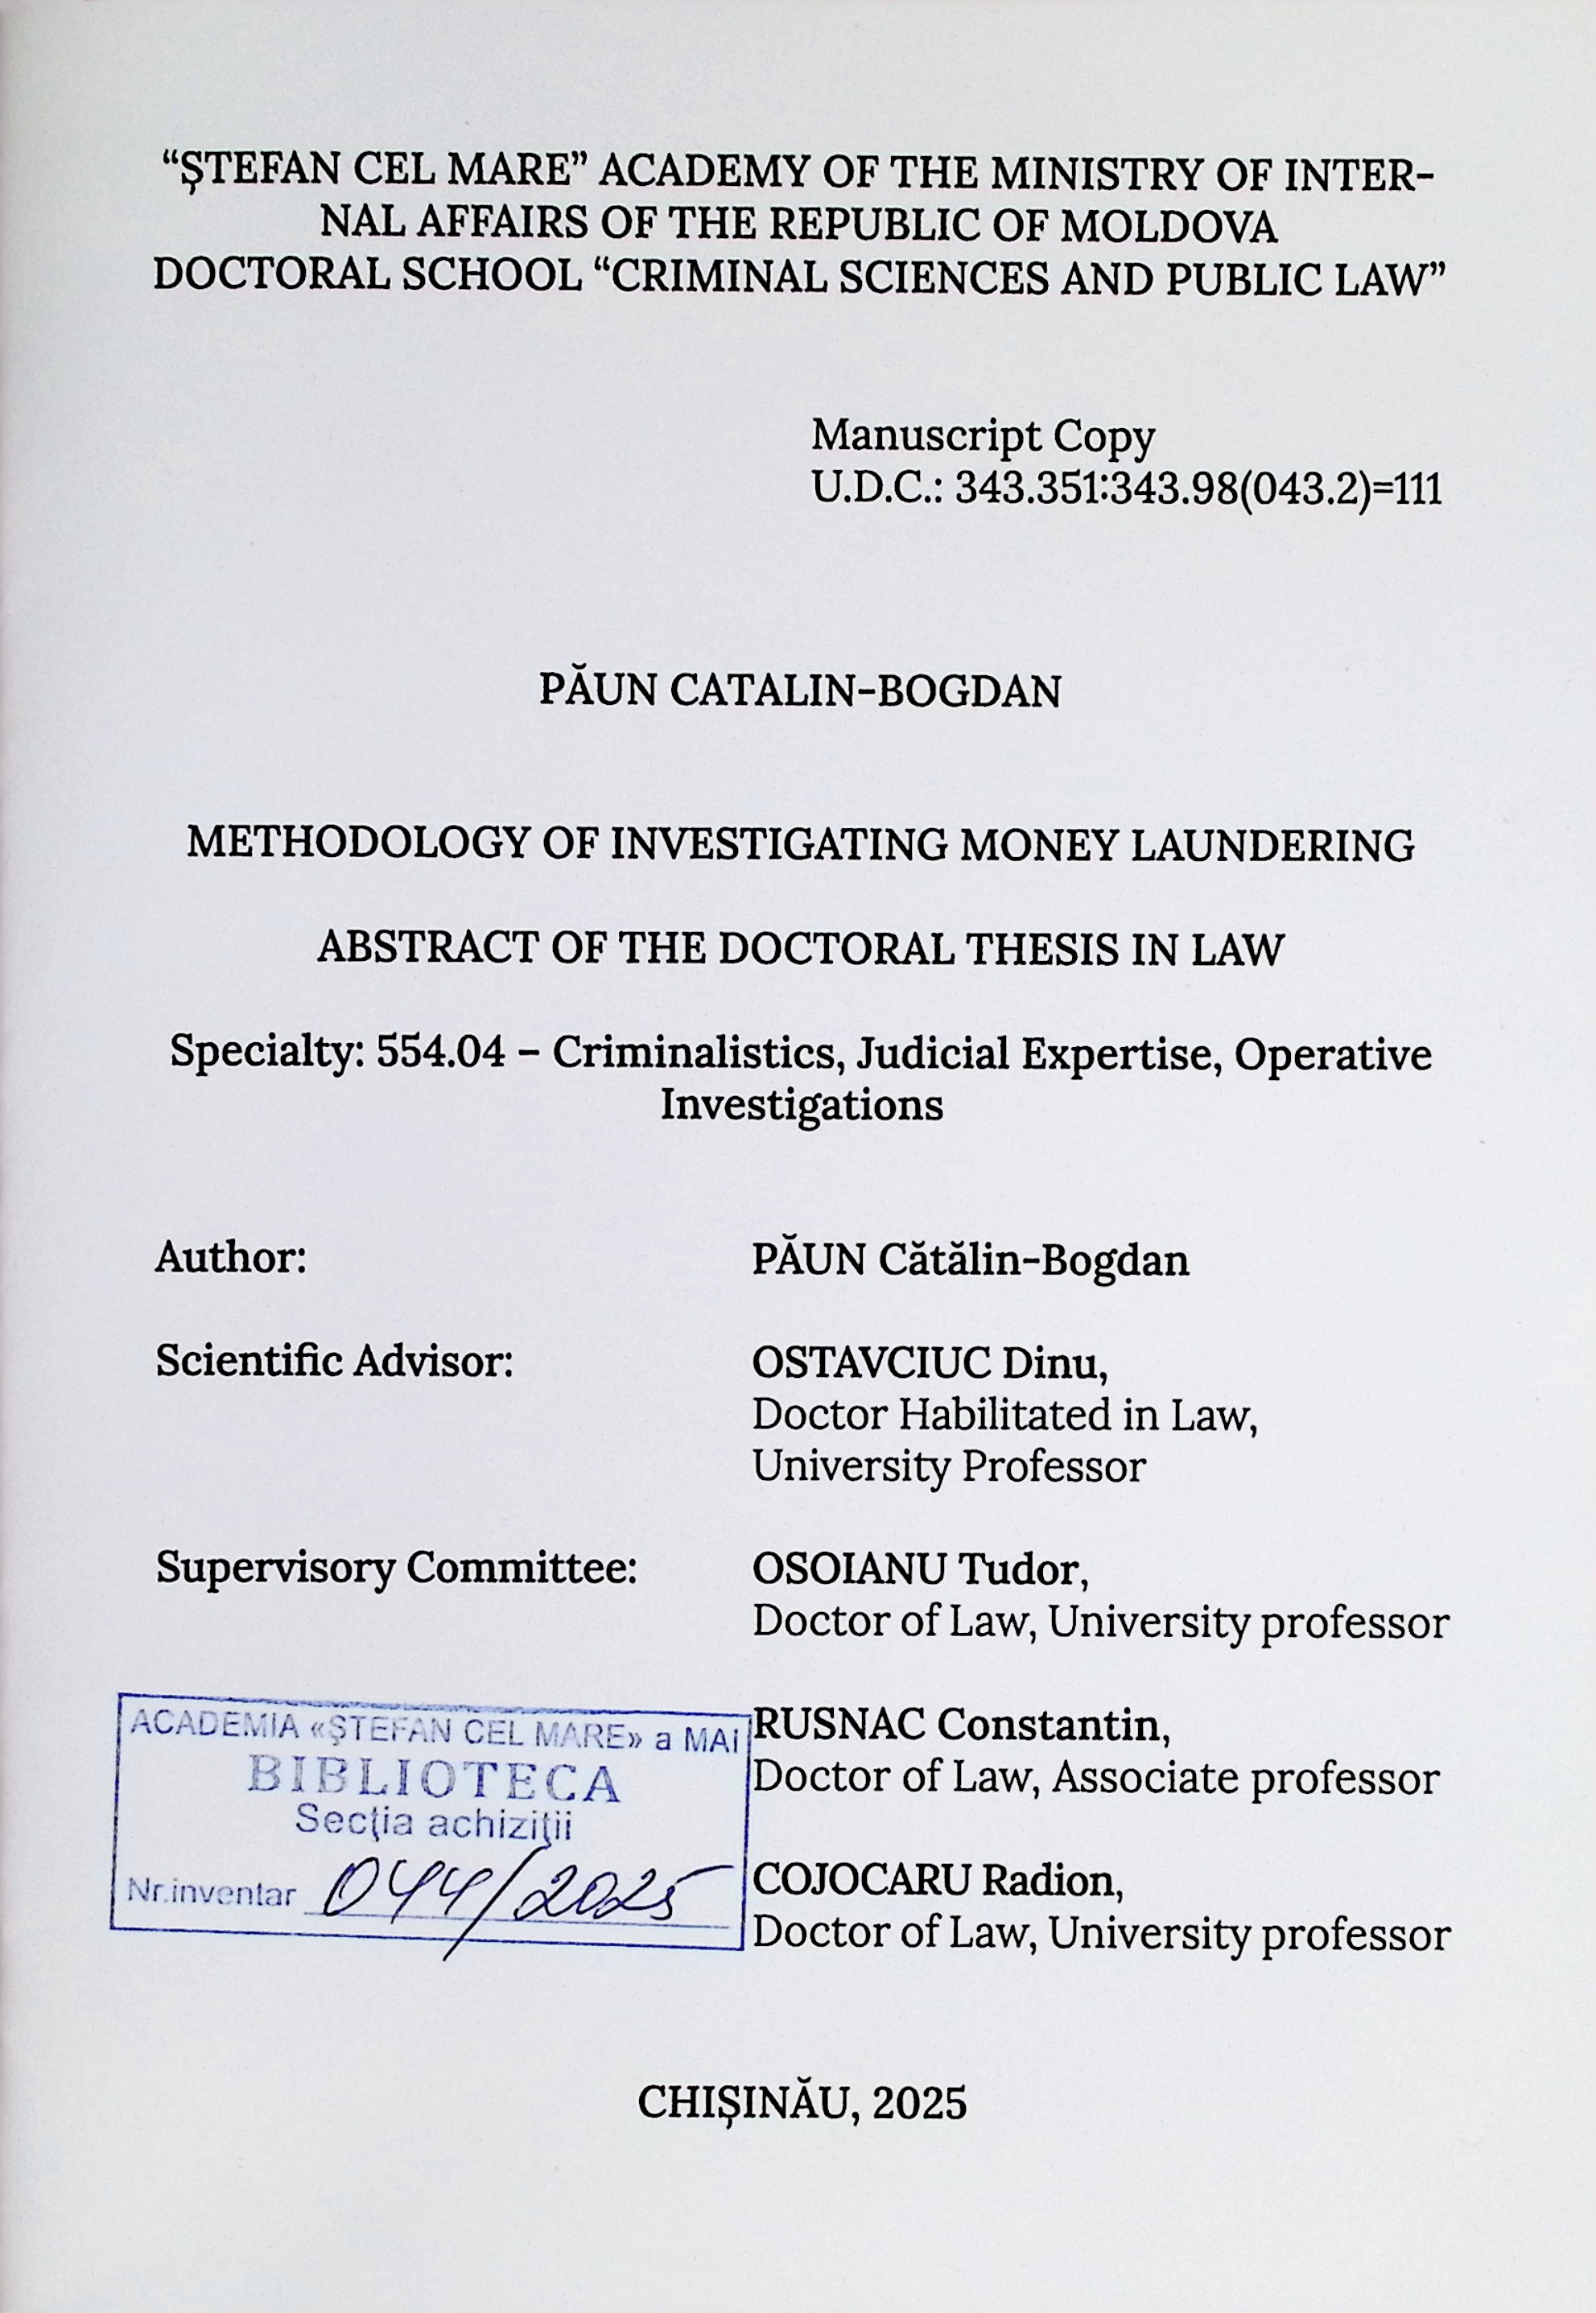 “ȘTEFAN CEL MARE” ACADEMY OF THE MINISTRY OF INTER-
NAL AFFAIRS OF THE REPUBLIC OF MOLDOVA
DOCTORAL SCHOOL “CRIMINAL SCIENCES AND PUBLIC LAW”
Manuscript Copy
U.D.C.: 343.351:343.98(043.2)=111
PĂUN CATALIN-BOGDAN
METHODOLOGY OF INVESTIGATING MONEY LAUNDERING
ABSTRACT OF THE DOCTORAL THESIS IN LAW
Specialty: 554.04 – Criminalistics, Judicial Expertise, Operative
Investigations
Author: PĂUN Cătălin-Bogdan
Scientific Advisor: OSTAVCIUC Dinu,
Doctor Habilitated in Law,
University Professor
Supervisory Committee: OSOIANU Tudor,
Doctor of Law, University professor
RUSNAC Constantin,
Doctor of Law, Associate professor
COJOCARU Radion,
Doctor of Law, University professor
ACADEMIA «ŞTEFAN CEL MARE» a MAI
BIBLIOTECA
Secţia achiziţii
Nr.inventar 044/2025
CHIȘINĂU, 2025